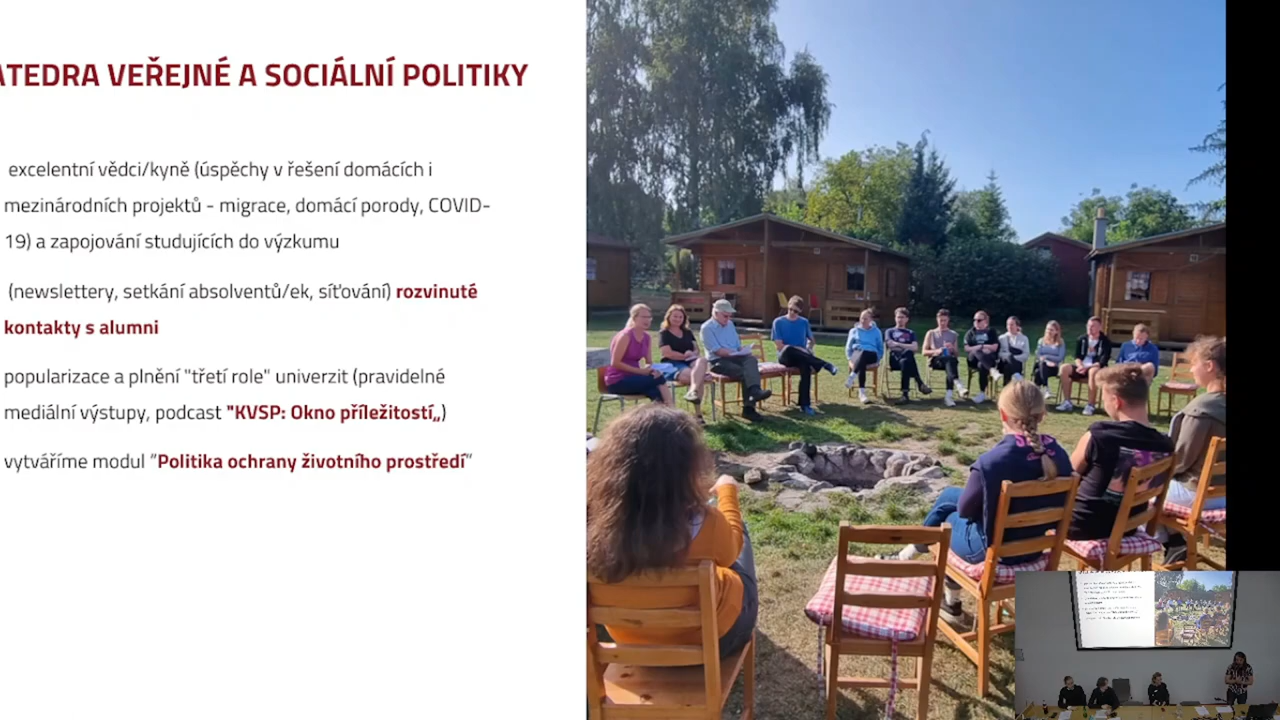 ATEDRA VEŘEJNÉ A SOCIÁLNÍ POLITIKY
excelentní vědci/kyně (úspěchy v řešení domácích i
mezinárodních projektů - migrace, domácí porody, COVID-
19) a zapojování studujících do výzkumu
(newslettery, setkání absolventů/ek, síťování) rozvinuté
kontakty s alumni
popularizace a plnění "třetí role" univerzit (pravidelné
mediální výstupy, podcast "KVSP: Okno příležitostí„)
vytváříme modul “Politika ochrany životního prostředí“